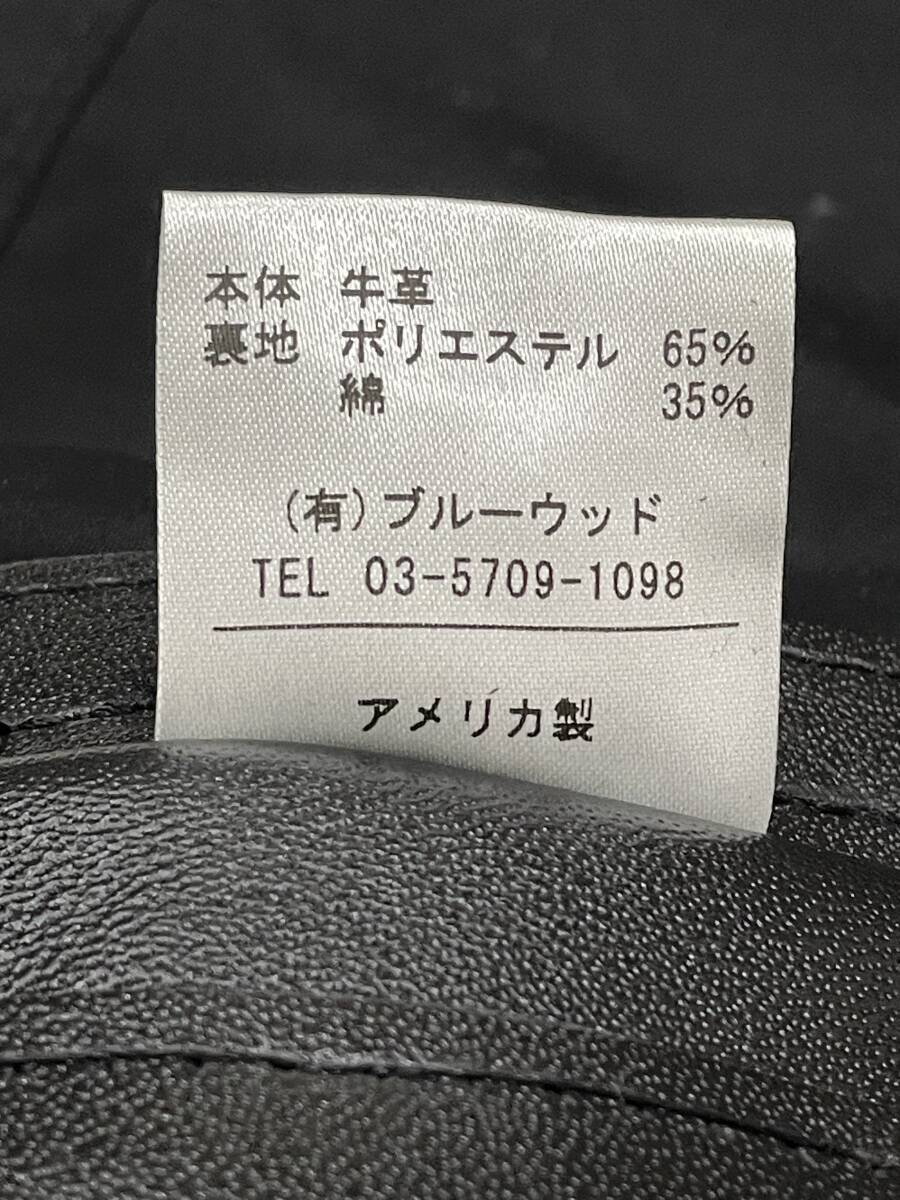 本体 牛革
裏地 ポリエステル 65%
綿 35%
(有)ブルーウッド
TEL 03-5709-1098
アメリカ製